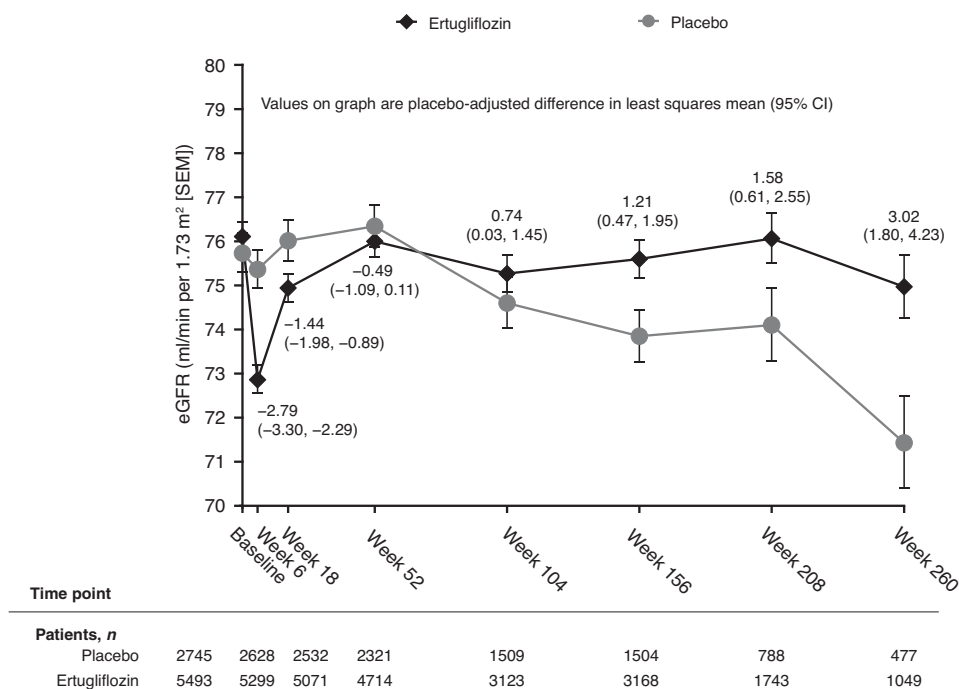 Ertugliflozin Placebo
80
Values on graph are placebo-adjusted difference in least squares mean (95% CI)
79
78
77
76
75
74
73
72
71
70
eGFR (ml/min per 1.73 m² [SEM])
−2.79
(−3.30, −2.29)
−1.44
(−1.98, −0.89)
−0.49
(−1.09, 0.11)
0.74
(0.03, 1.45)
1.21
(0.47, 1.95)
1.58
(0.61, 2.55)
3.02
(1.80, 4.23)
Baseline
Week 6
Week 18
Week 52
Week 104
Week 156
Week 208
Week 260
Time point
Patients, n
Placebo 2745 2628 2532 2321 1509 1504 788 477
Ertugliflozin 5493 5299 5071 4714 3123 3168 1743 1049